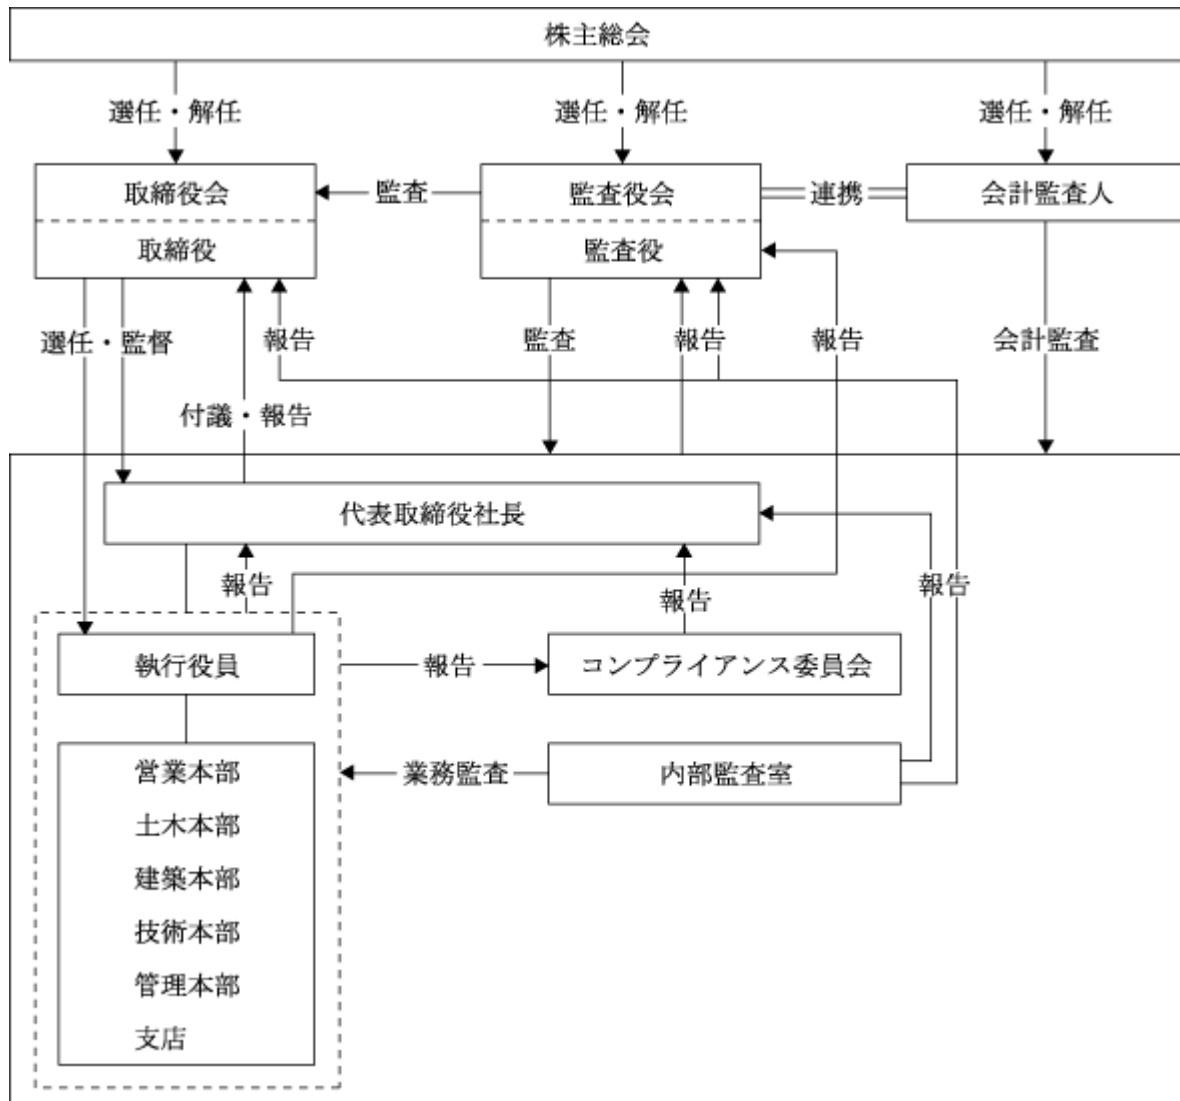 株主総会
選任・解任
選任・解任
選任・解任
取締役会
監査
監査役会
連携
会計監査人
取締役
監査役
選任・監督
報告
監査
報告
報告
会計監査
付議・報告
代表取締役社長
報告
報告
報告
執行役員
報告
コンプライアンス委員会
営業本部
業務監査
内部監査室
土木本部
建築本部
技術本部
管理本部
支店